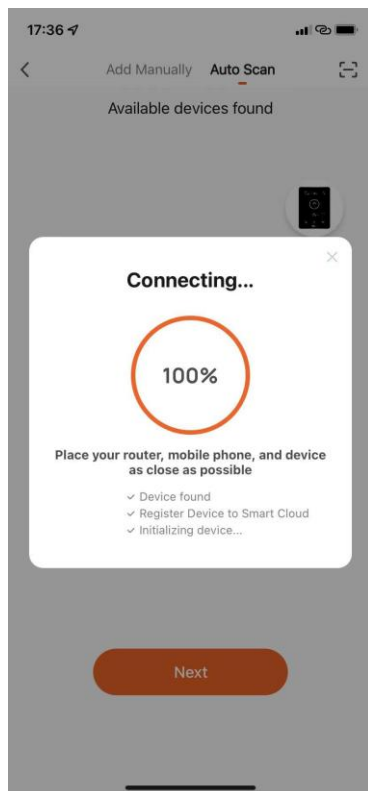 17:36
Add Manually Auto Scan
Available devices found
Connecting...
100%
Place your router, mobile phone, and device
as close as possible
✓ Device found
✓ Register Device to Smart Cloud
✓ Initializing device...
Next